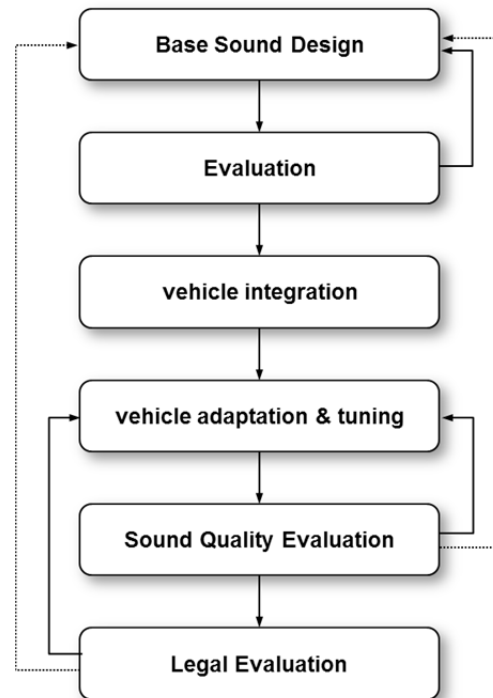 Base Sound Design
Evaluation
vehicle integration
vehicle adaptation & tuning
Sound Quality Evaluation
Legal Evaluation